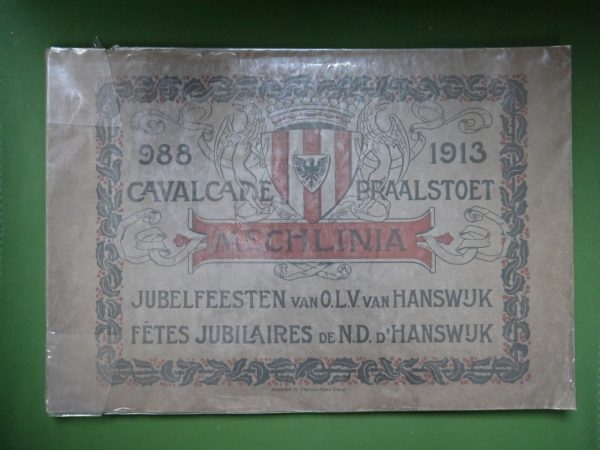 988 1913
CAVALCADE PRAALSTOET
MECHLINIA
JUBELFEESTEN VAN O.L.V. VAN HANSWIJK
FÊTES JUBILAIRES DE N.D. D'HANSWIJK